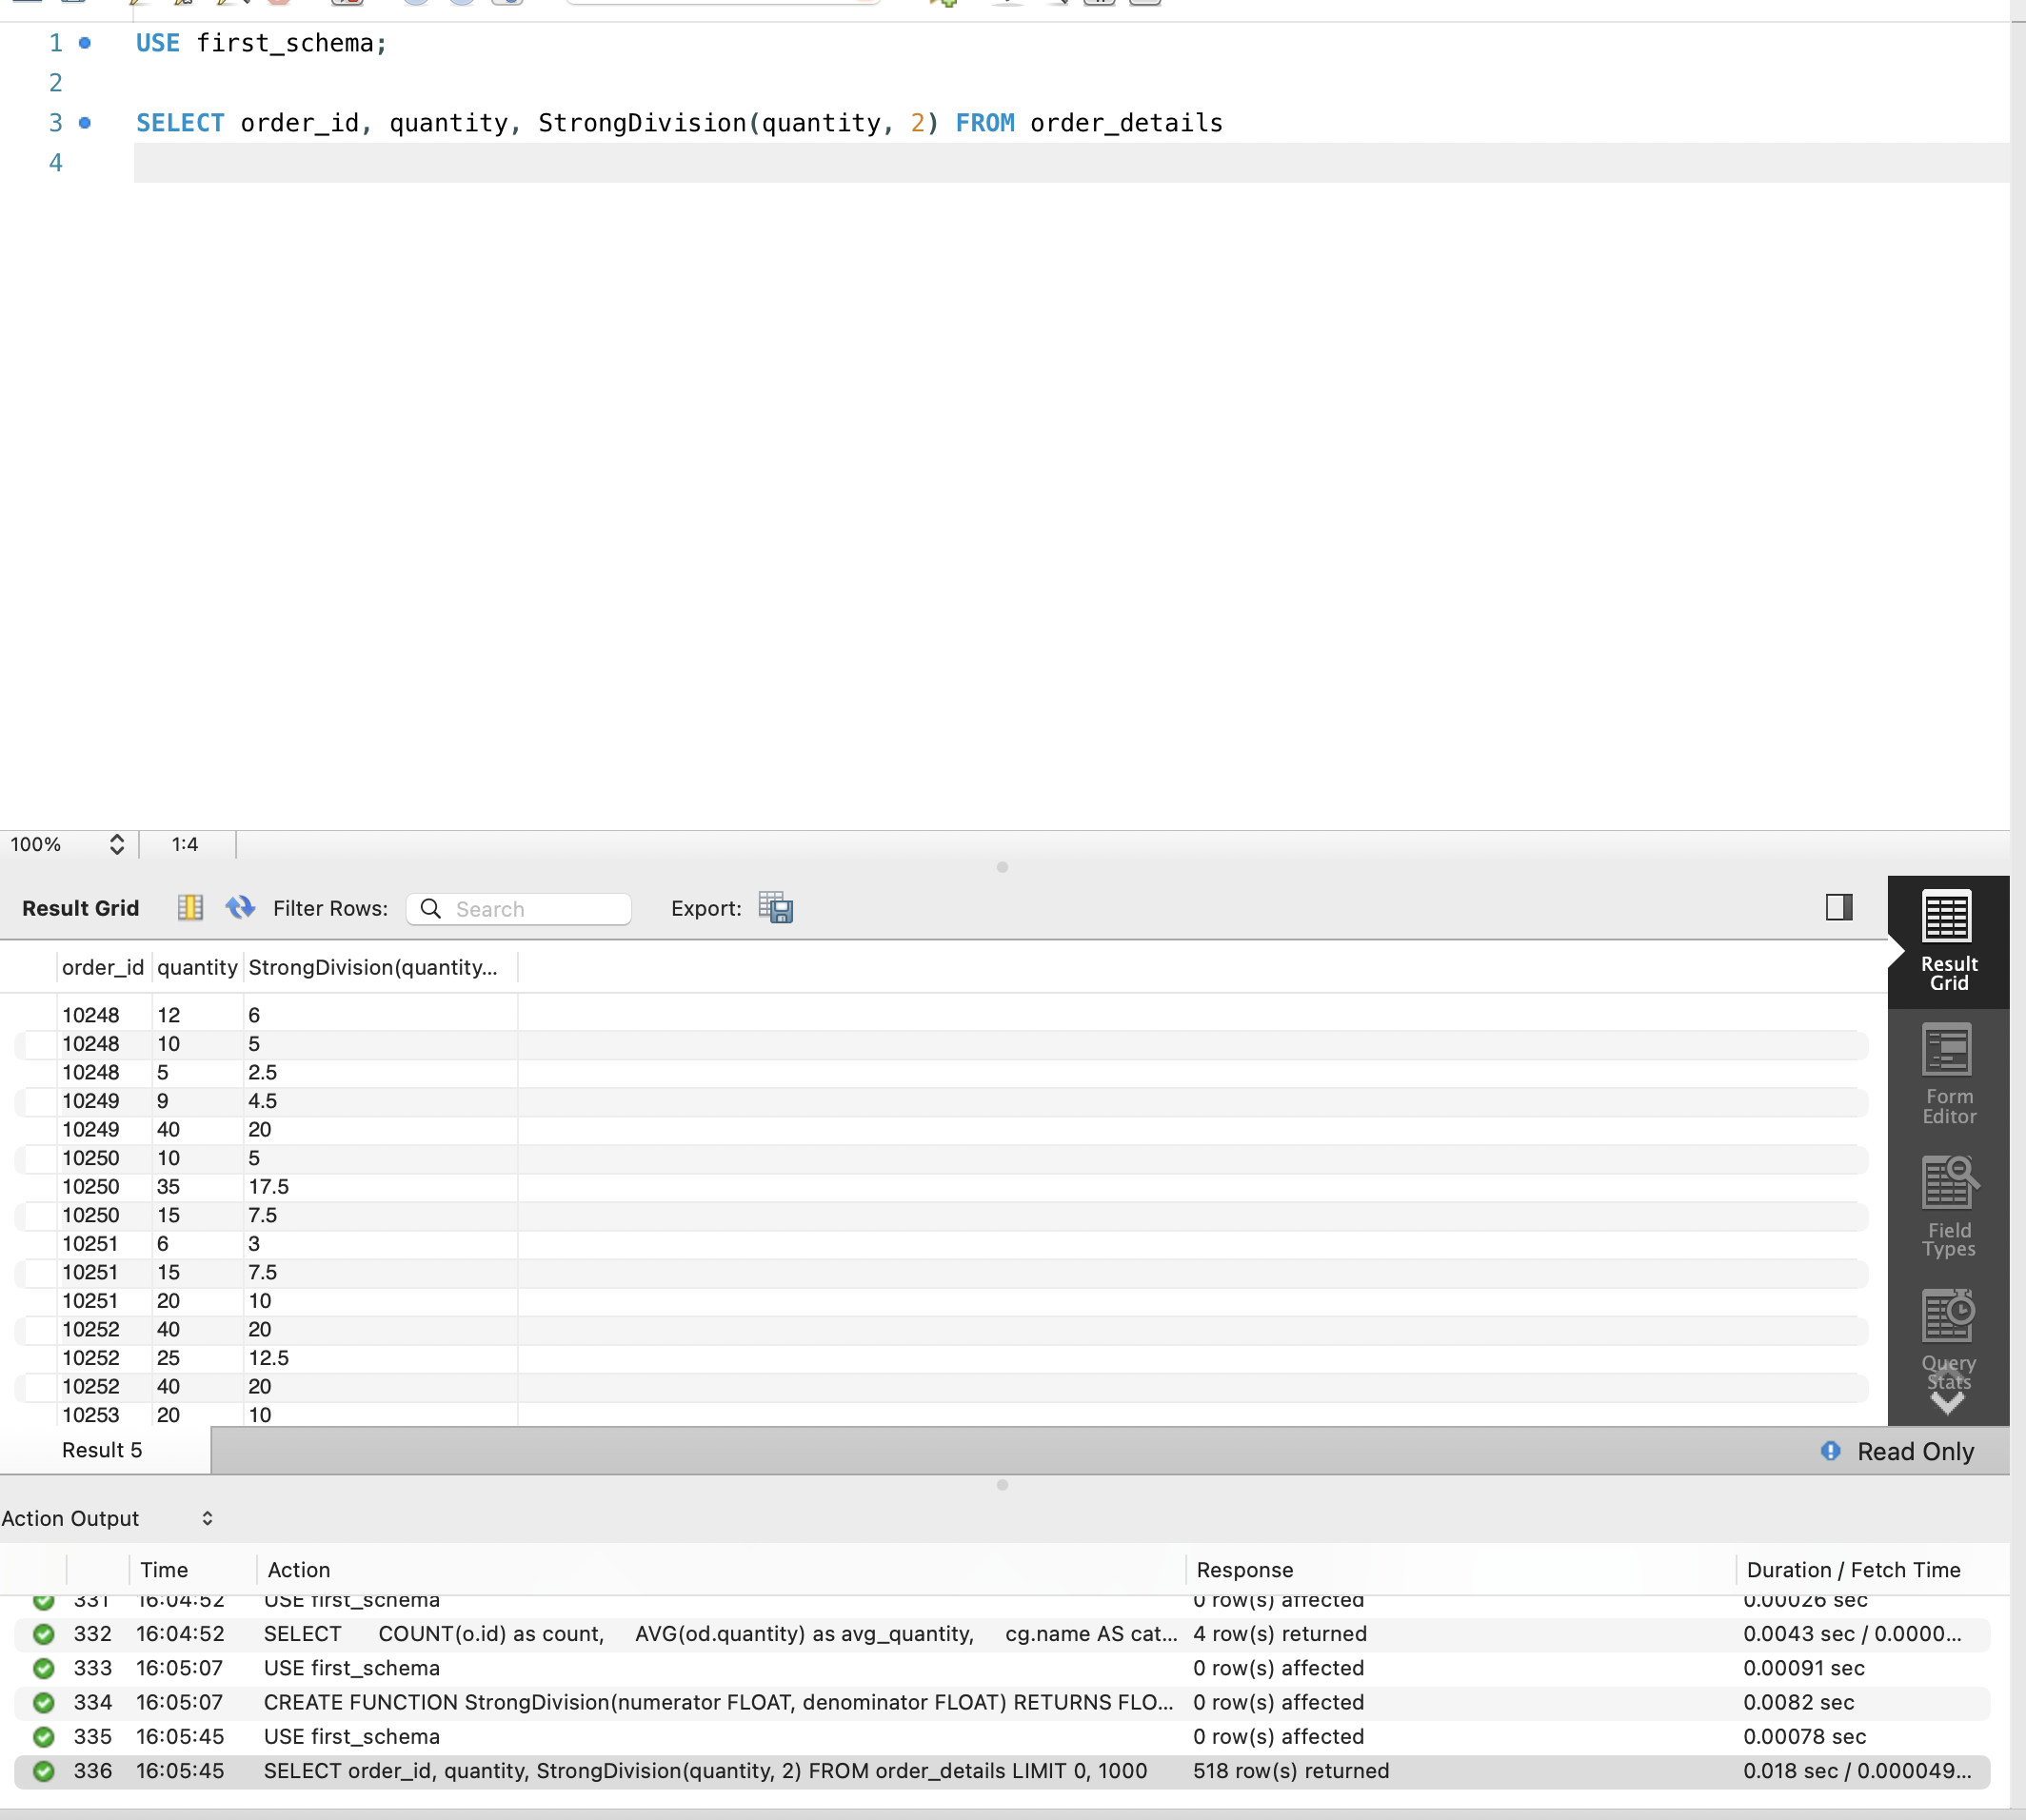 1 USE first_schema;
2
3 SELECT order_id, quantity, StrongDivision(quantity, 2) FROM order_details
4
100% 1:4
Result Grid Filter Rows: Search Export:
order_id quantity StrongDivision(quantity...
10248 12 6
10248 10 5
10248 5 2.5
10249 9 4.5
10249 40 20
10250 10 5
10250 35 17.5
10250 15 7.5
10251 6 3
10251 15 7.5
10251 20 10
10252 40 20
10252 25 12.5
10252 40 20
10253 20 10
Result
Grid
Form
Editor
Field
Types
Query
Stats
Result 5 Read Only
Action Output
Time Action Response Duration / Fetch Time
331 16:04:52 USE first_schema 0 row(s) affected 0.00026 sec
332 16:04:52 SELECT COUNT(o.id) as count, AVG(od.quantity) as avg_quantity, cg.name AS cat... 4 row(s) returned 0.0043 sec / 0.0000...
333 16:05:07 USE first_schema 0 row(s) affected 0.00091 sec
334 16:05:07 CREATE FUNCTION StrongDivision(numerator FLOAT, denominator FLOAT) RETURNS FLO... 0 row(s) affected 0.0082 sec
335 16:05:45 USE first_schema 0 row(s) affected 0.00078 sec
336 16:05:45 SELECT order_id, quantity, StrongDivision(quantity, 2) FROM order_details LIMIT 0, 1000 518 row(s) returned 0.018 sec / 0.000049...